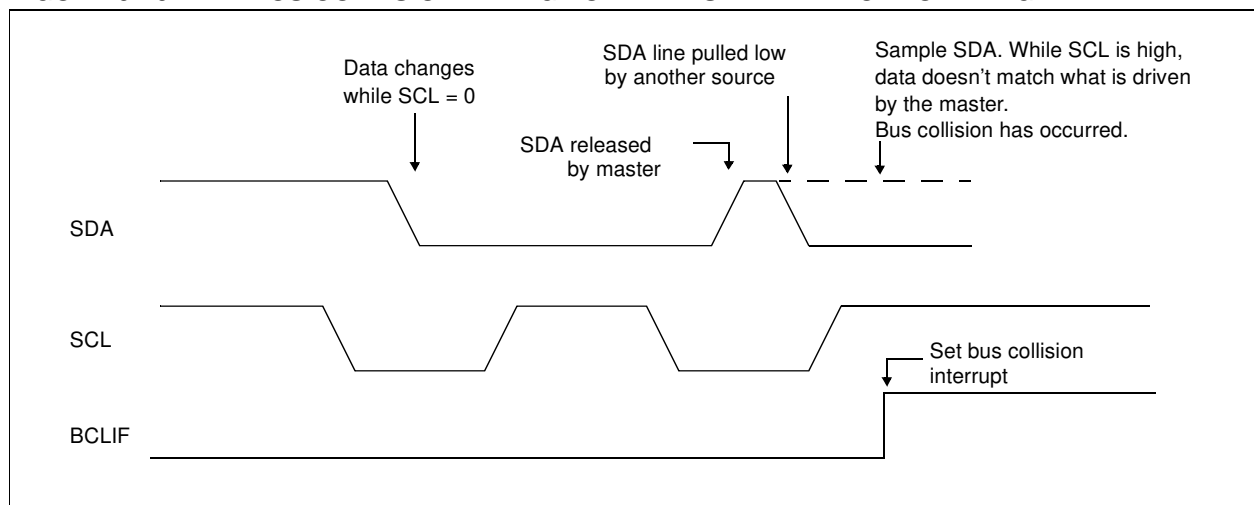 Data changes
while SCL = 0
SDA line pulled low
by another source
Sample SDA. While SCL is high,
data doesn't match what is driven
by the master.
Bus collision has occurred.
SDA released
by master
SDA
SCL
Set bus collision
interrupt
BCLIF